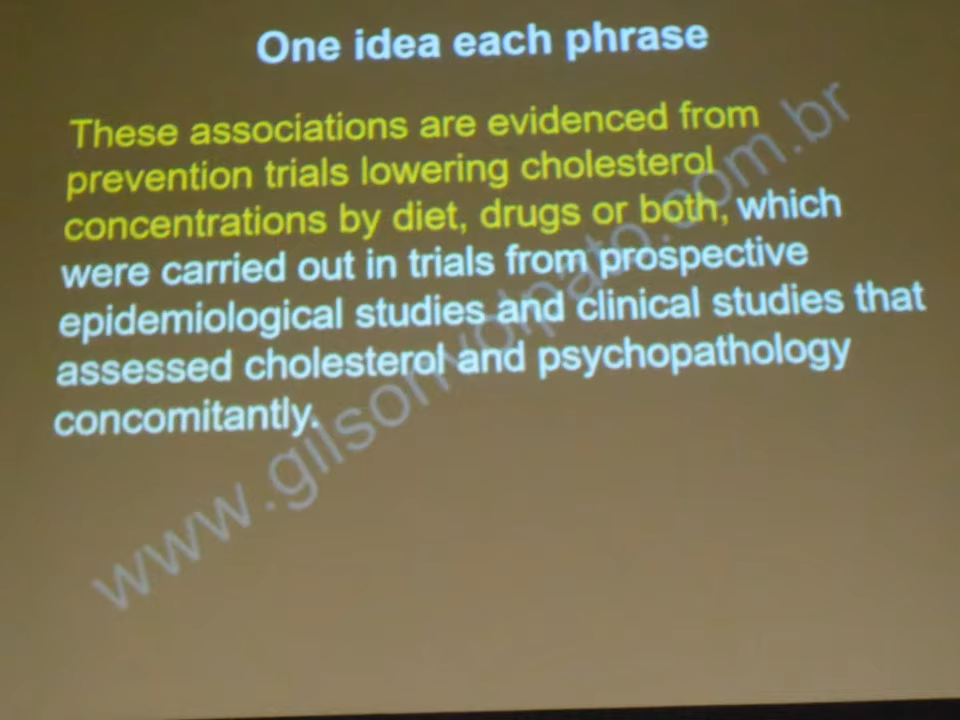 One idea each phrase
These associations are evidenced from
prevention trials lowering cholesterol
concentrations by diet, drugs or both, which
were carried out in trials from prospective
epidemiological studies and clinical studies that
assessed cholesterol and psychopathology
concomitantly.
www.gilsonvolpato.com.br